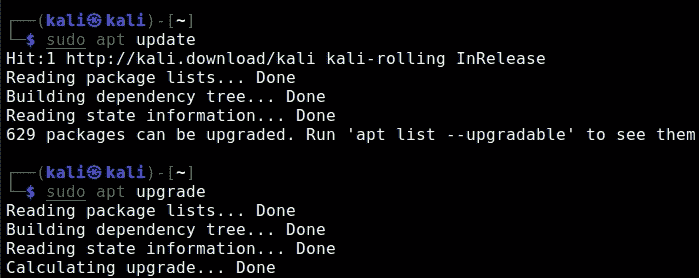 ┌──(kali㉿kali)-[~]
└─$ sudo apt update
Hit:1 http://kali.download/kali kali-rolling InRelease
Reading package lists... Done
Building dependency tree... Done
Reading state information... Done
629 packages can be upgraded. Run 'apt list --upgradable' to see them
┌──(kali㉿kali)-[~]
└─$ sudo apt upgrade
Reading package lists... Done
Building dependency tree... Done
Reading state information... Done
Calculating upgrade... Done